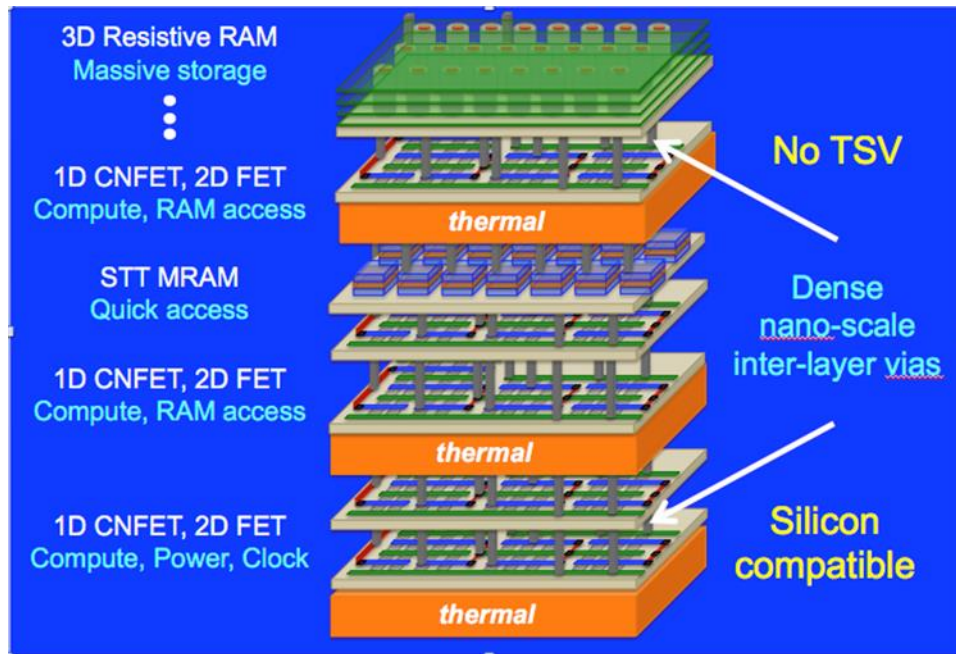 3D Resistive RAM
Massive storage
1D CNFET, 2D FET
Compute, RAM access
thermal
No TSV
STT MRAM
Quick access
Dense
nano-scale
inter-layer vias
1D CNFET, 2D FET
Compute, RAM access
thermal
1D CNFET, 2D FET
Compute, Power, Clock
thermal
Silicon
compatible